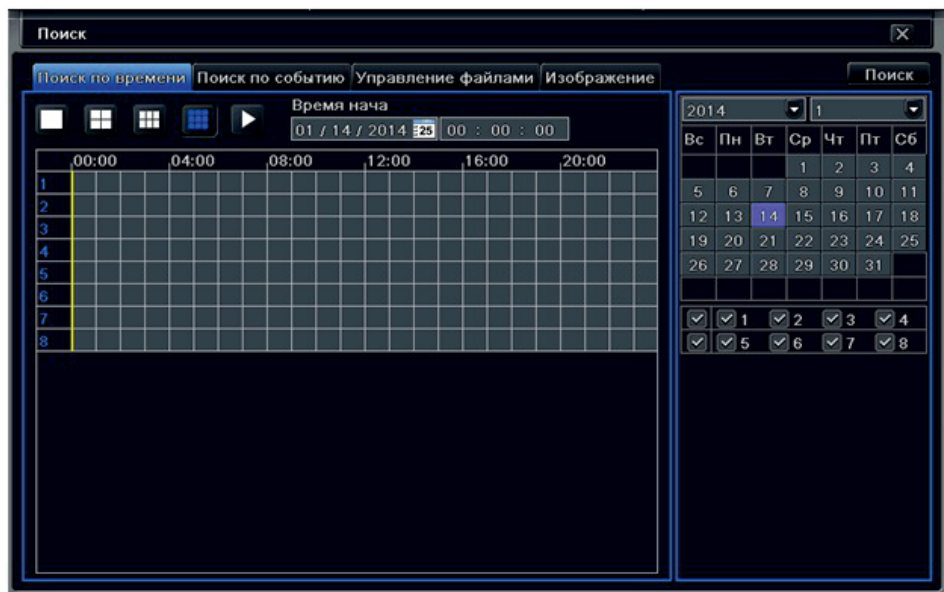 Поиск
Поиск по времени Поиск по событию Управление файлами Изображение Поиск
Время нача
01 / 14 / 2014 25 00 : 00 : 00
00:00 04:00 08:00 12:00 16:00 20:00
1
2
3
4
5
6
7
8
2014 1
Вс Пн Вт Ср Чт Пт Сб
1 2 3 4
5 6 7 8 9 10 11
12 13 14 15 16 17 18
19 20 21 22 23 24 25
26 27 28 29 30 31
1 2 3 4
5 6 7 8